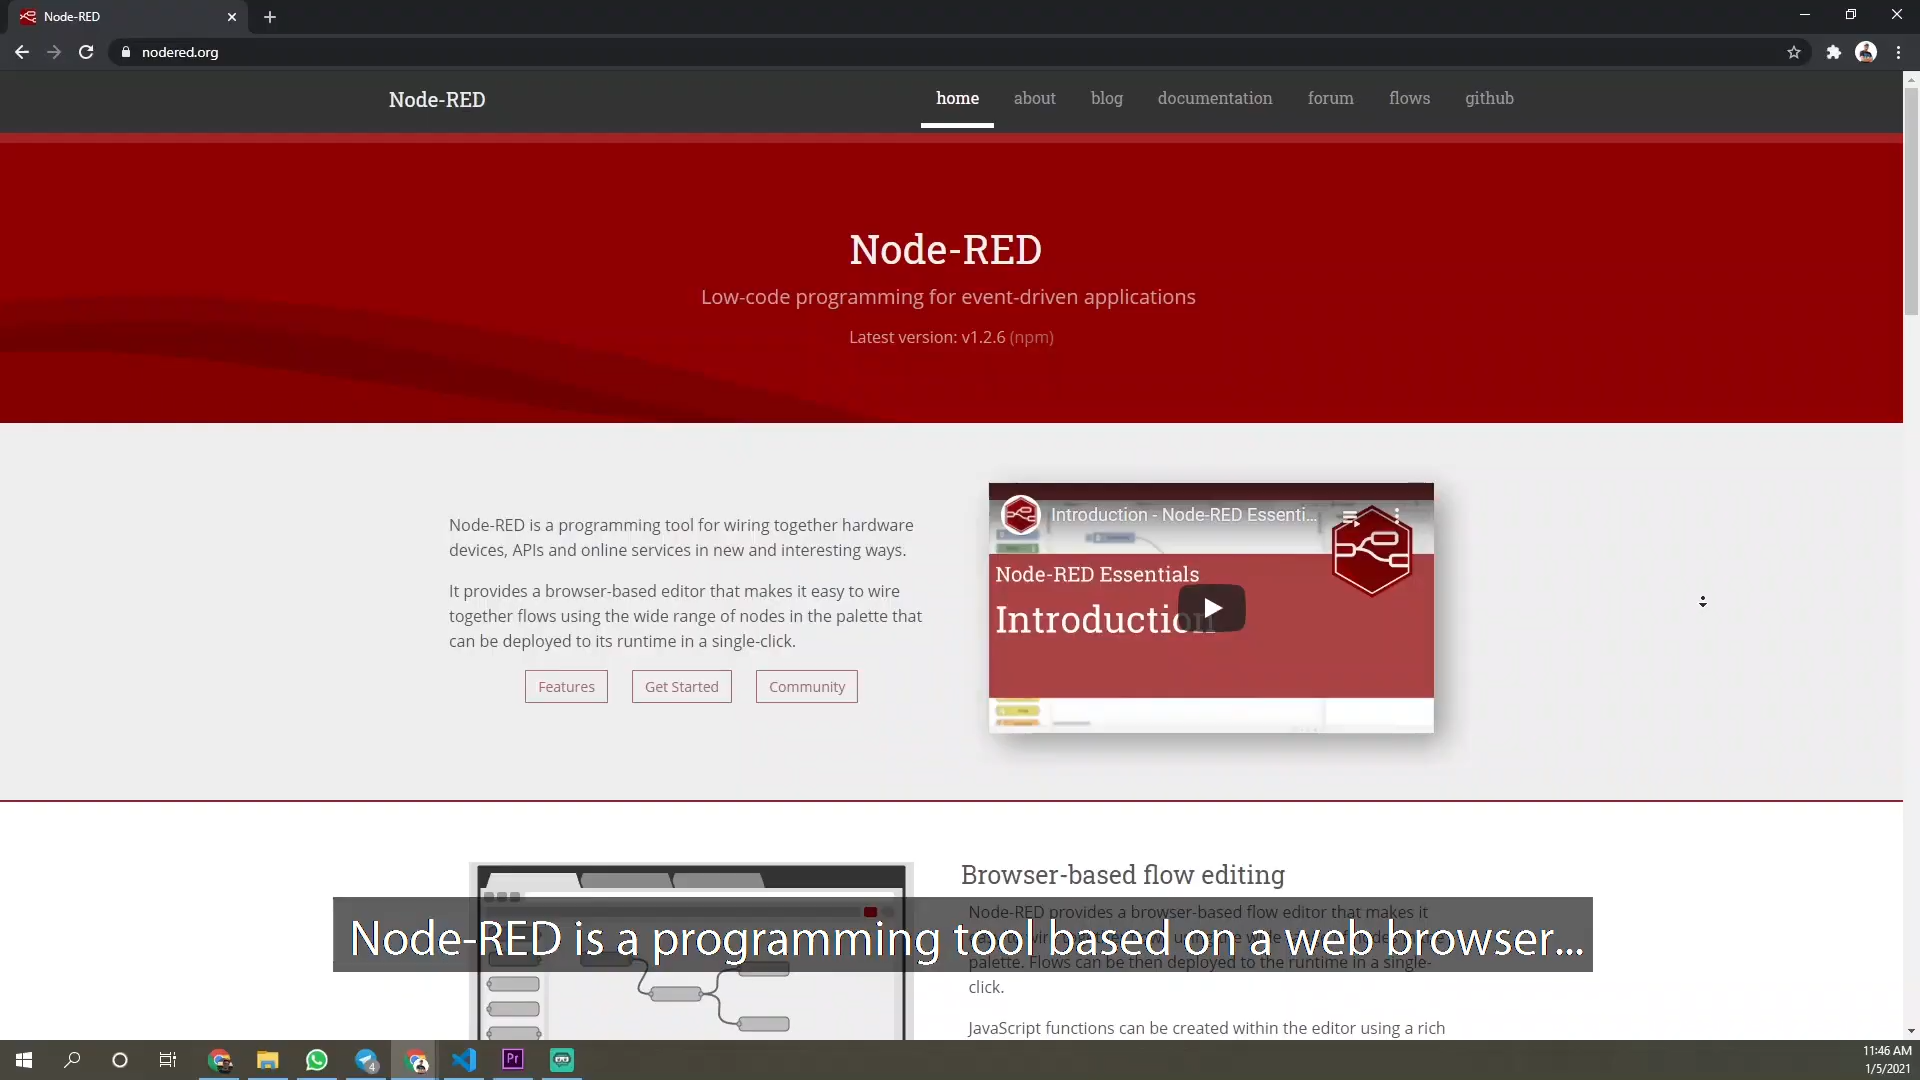 Node-RED
nodered.org
Node-RED
home
about
blog
documentation
forum
flows
github
Node-RED
Low-code programming for event-driven applications
Latest version: v1.2.6 (npm)
Node-RED is a programming tool for wiring together hardware
devices, APIs and online services in new and interesting ways.
It provides a browser-based editor that makes it easy to wire
together flows using the wide range of nodes in the palette that
can be deployed to its runtime in a single-click.
Features
Get Started
Community
Introduction - Node-RED Essenti...
Node-RED Essentials
Introduction
Browser-based flow editing
Node-RED provides a browser-based flow editor that makes it
palette. Flows can be then deployed to the runtime in a single-
click.
JavaScript functions can be created within the editor using a rich
Node-RED is a programming tool based on a web browser...
4
Pr
11:46 AM
1/5/2021